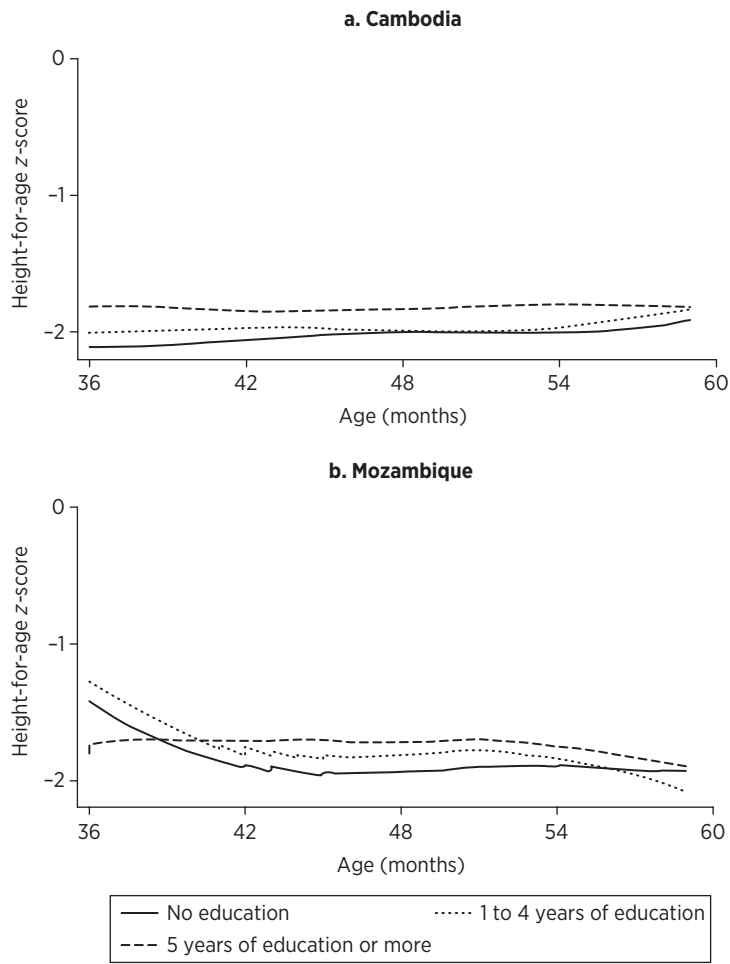 a. Cambodia
0
–1
–2
Height-for-age z-score
36 42 48 54 60
Age (months)
b. Mozambique
0
–1
–2
Height-for-age z-score
36 42 48 54 60
Age (months)
No education 1 to 4 years of education
5 years of education or more